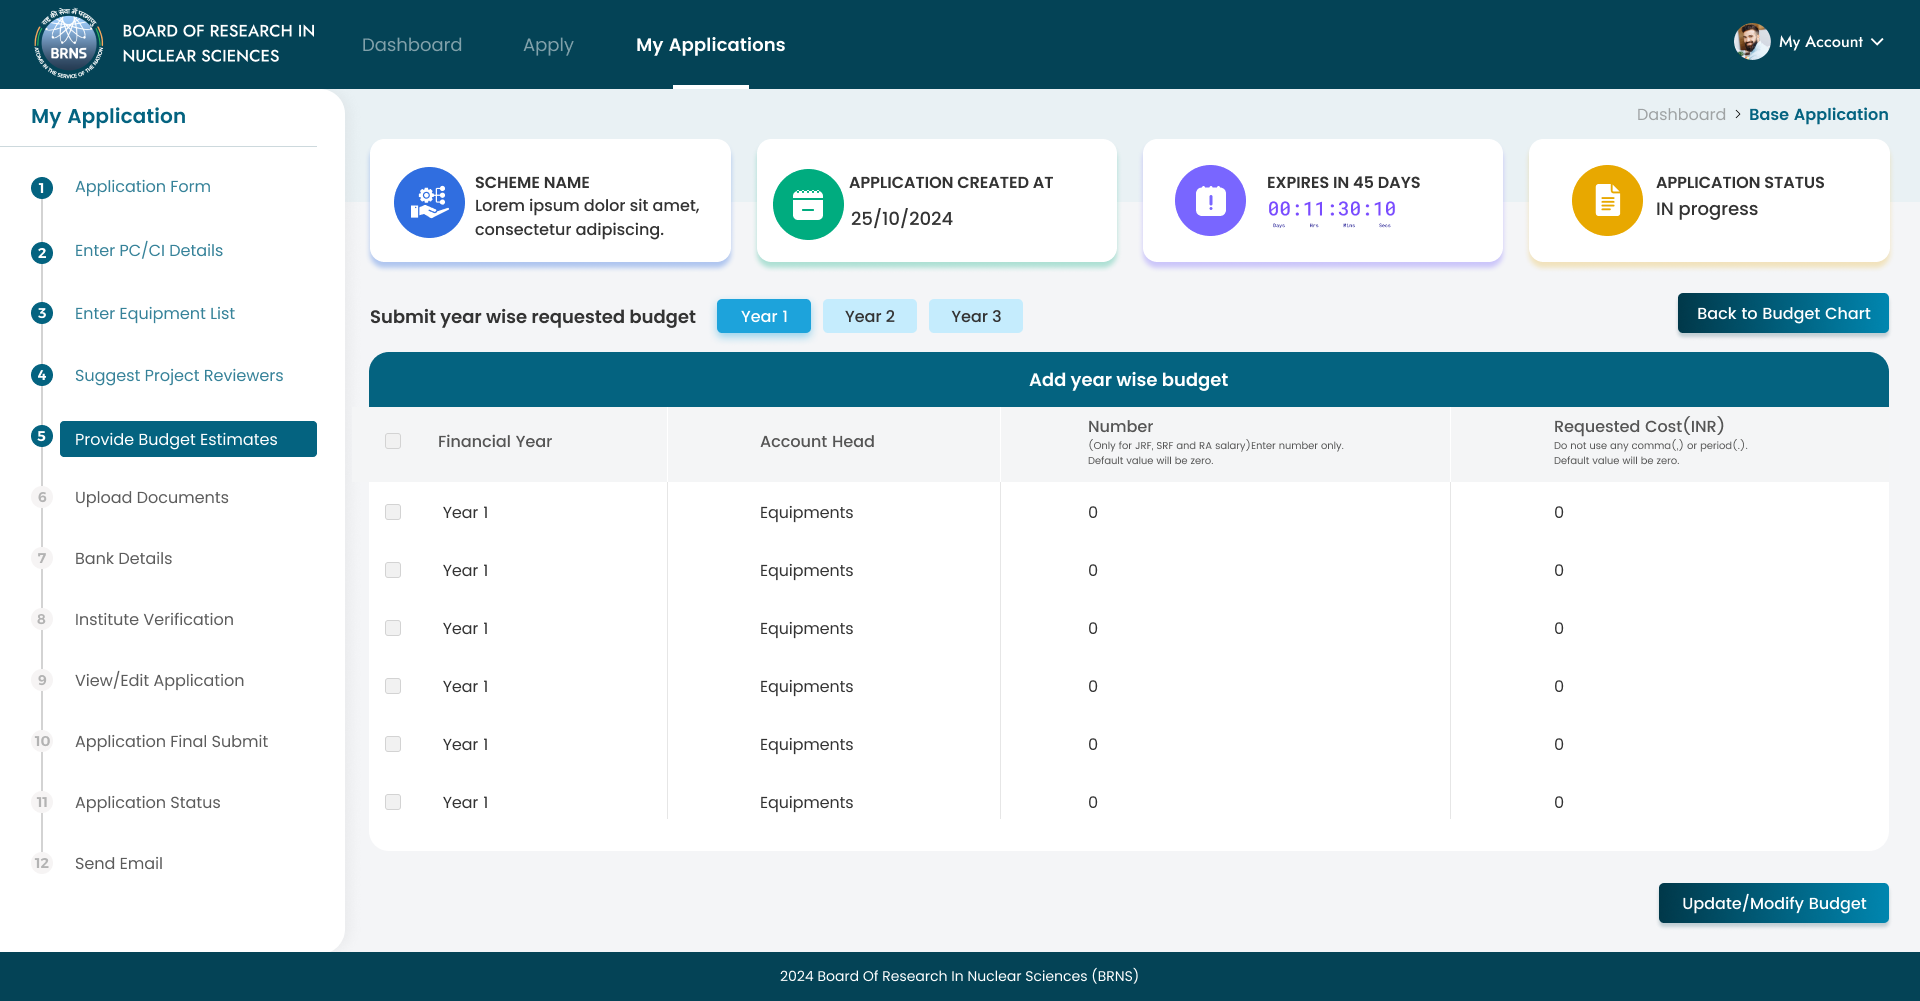 राष्ट्र की सेवा में परमाणु
BRNS
ATOMS IN THE SERVICE OF THE NATION
BOARD OF RESEARCH IN
NUCLEAR SCIENCES
Dashboard
Apply
My Applications
My Account
My Application
1 Application Form
2 Enter PC/CI Details
3 Enter Equipment List
4 Suggest Project Reviewers
5 Provide Budget Estimates
6 Upload Documents
7 Bank Details
8 Institute Verification
9 View/Edit Application
10 Application Final Submit
11 Application Status
12 Send Email
Dashboard > Base Application
SCHEME NAME
Lorem ipsum dolor sit amet,
consectetur adipiscing.
APPLICATION CREATED AT
25/10/2024
EXPIRES IN 45 DAYS
00:11:30:10
Days Hrs Mins Secs
APPLICATION STATUS
IN progress
Submit year wise requested budget
Year 1
Year 2
Year 3
Back to Budget Chart
Add year wise budget
Financial Year
Account Head
Number
(Only for JRF, SRF and RA salary)Enter number only.
Default value will be zero.
Requested Cost(INR)
Do not use any comma(,) or period(.).
Default value will be zero.
Year 1 Equipments 0 0
Year 1 Equipments 0 0
Year 1 Equipments 0 0
Year 1 Equipments 0 0
Year 1 Equipments 0 0
Year 1 Equipments 0 0
Update/Modify Budget
2024 Board Of Research In Nuclear Sciences (BRNS)